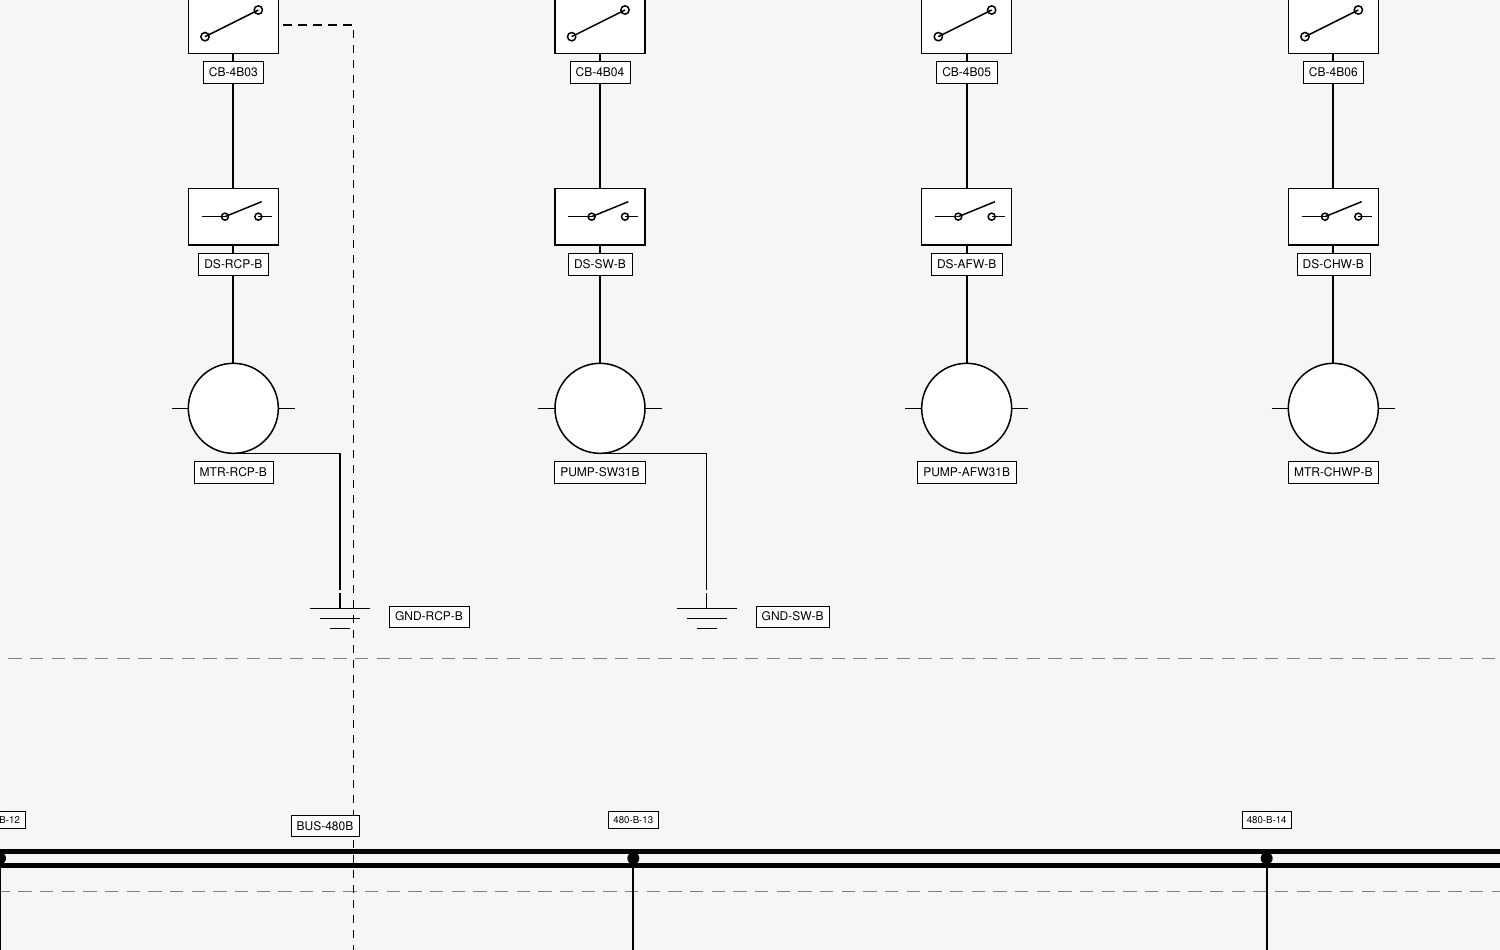 CB-4B03
CB-4B04
CB-4B05
CB-4B06
DS-RCP-B
DS-SW-B
DS-AFW-B
DS-CHW-B
MTR-RCP-B
PUMP-SW31B
PUMP-AFW31B
MTR-CHWP-B
GND-RCP-B
GND-SW-B
B-12
BUS-480B
480-B-13
480-B-14